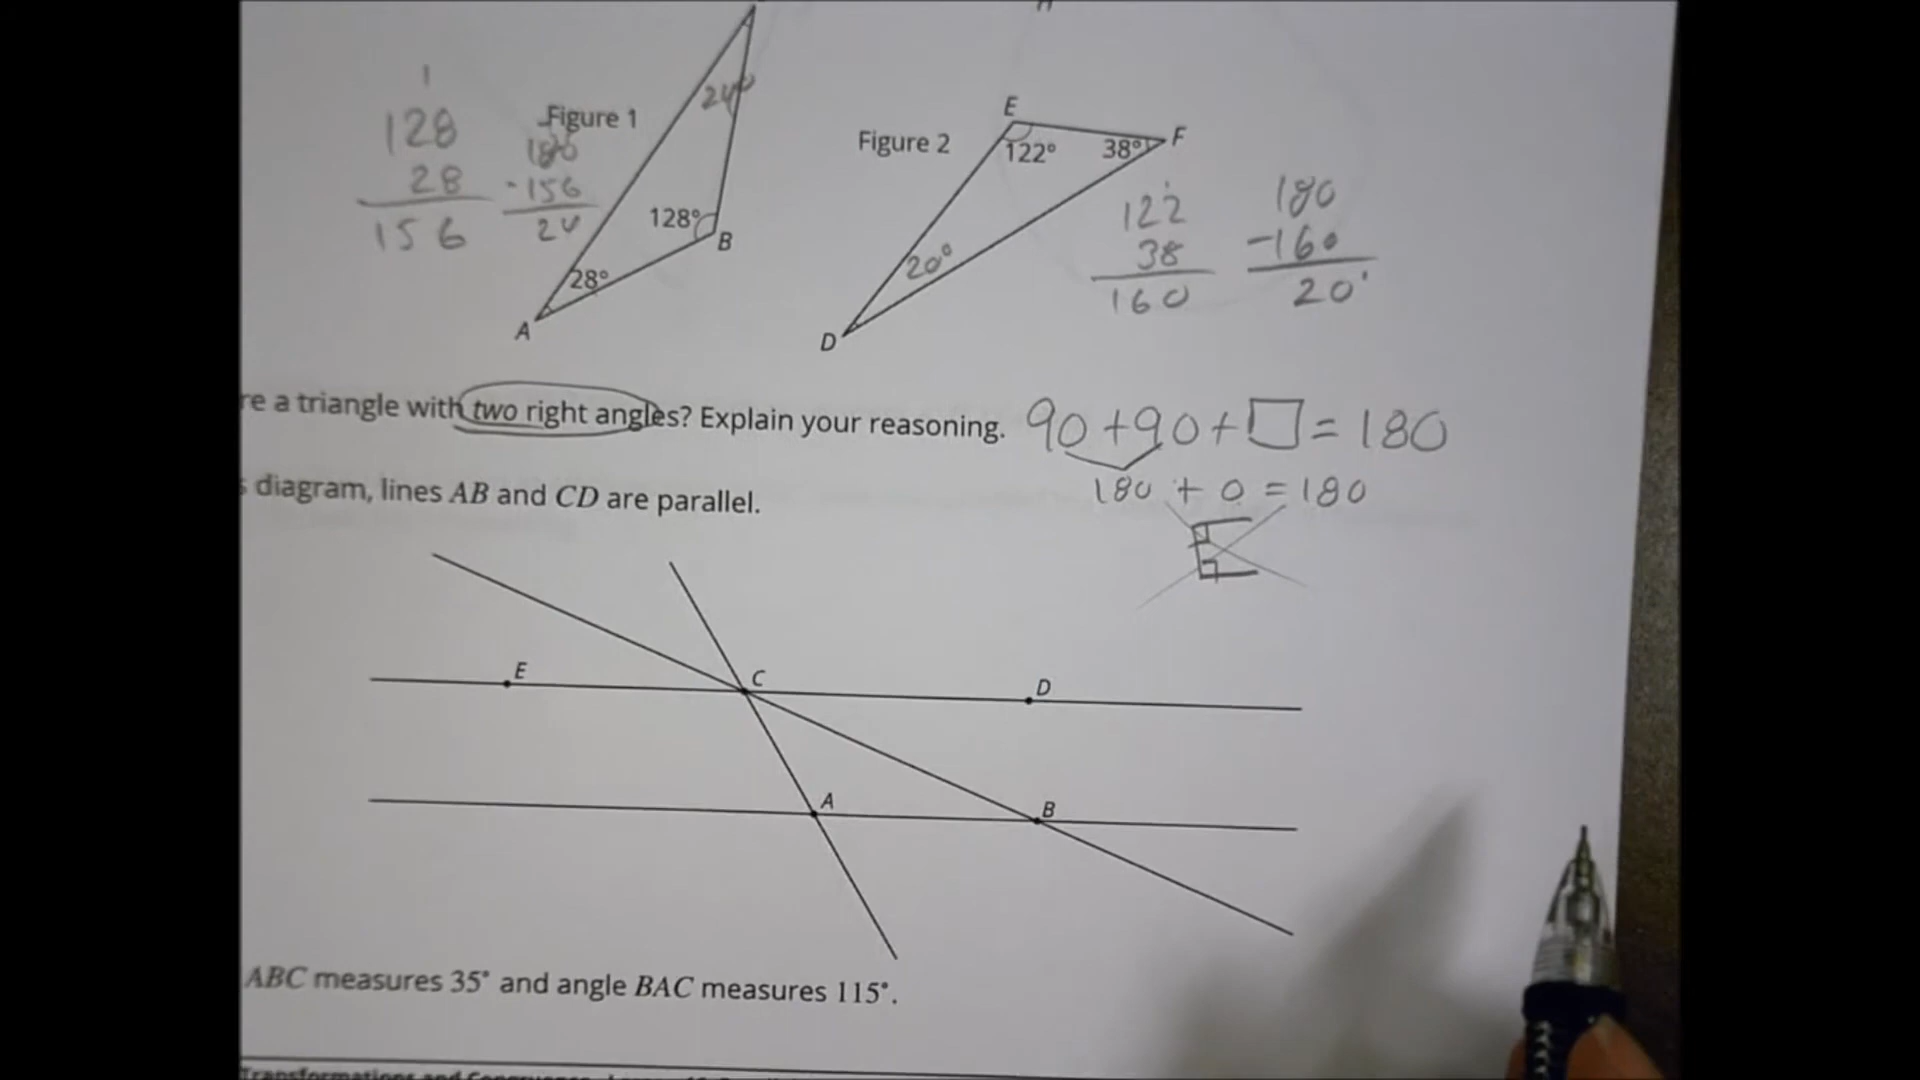 1
128
28
156
Figure 1
180
-156
24
24°
128°
B
28°
A
Figure 2
E
F
122°
38°
20°
D
122
38
160
180
-160
20°
re a triangle with two right angles? Explain your reasoning.
90+90+□=180
180 + 0 = 180
diagram, lines AB and CD are parallel.
E
C
D
A
B
ABC measures 35° and angle BAC measures 115°.